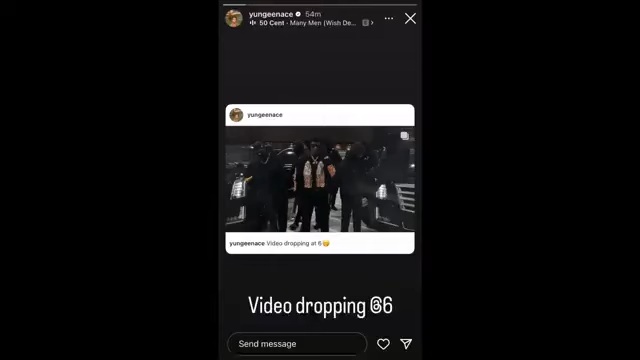 yungeenace 54m
50 Cent · Many Men (Wish De...
yungeenace
yungeenace Video dropping at 6😋
Video dropping @6
Send message